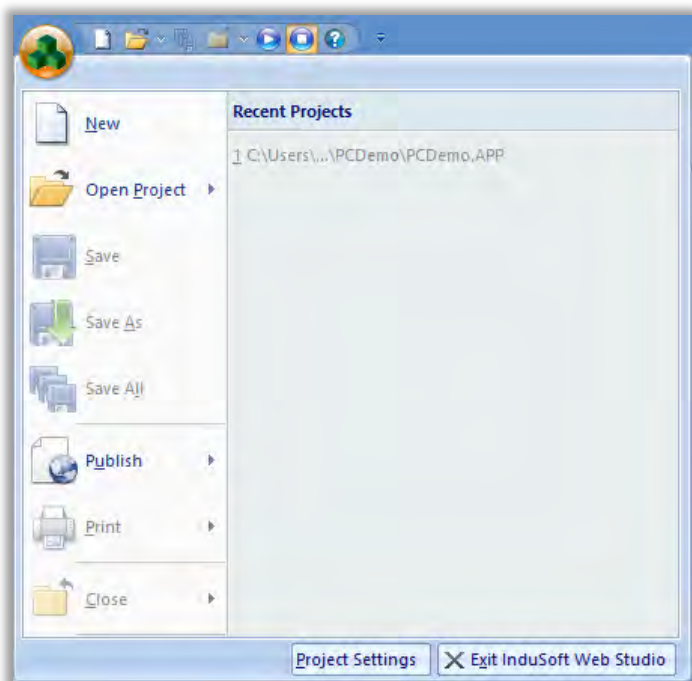 New
Open Project
Save
Save As
Save All
Publish
Print
Close
Recent Projects
1 C:\Users\...\PCDemo\PCDemo.APP
Project Settings
Exit InduSoft Web Studio